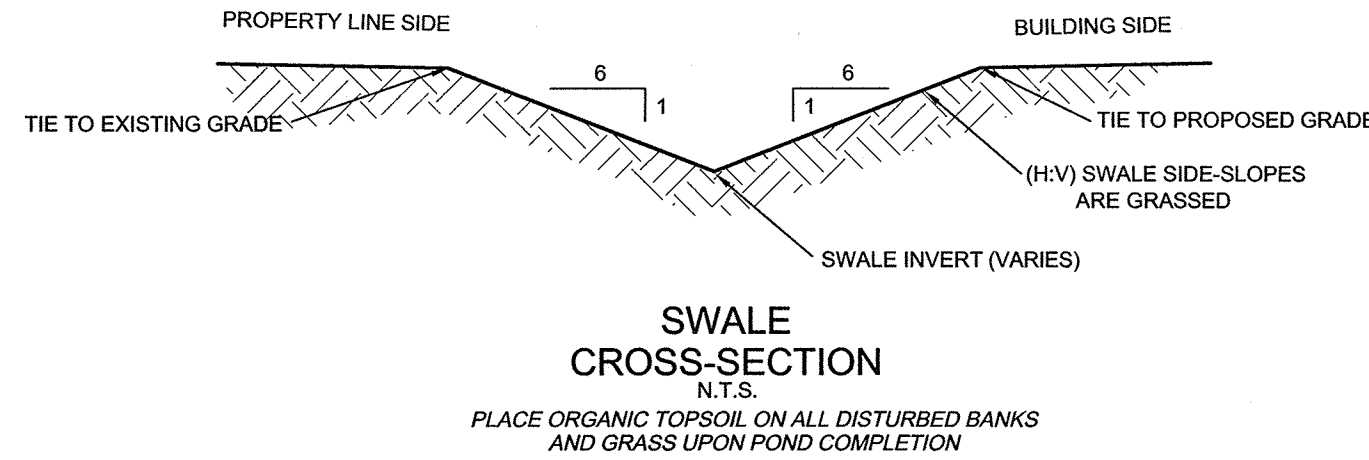 PROPERTY LINE SIDE
BUILDING SIDE
6
1
6
1
TIE TO EXISTING GRADE
TIE TO PROPOSED GRADE
(H:V) SWALE SIDE-SLOPES
ARE GRASSED
SWALE INVERT (VARIES)
SWALE
CROSS-SECTION
N.T.S.
PLACE ORGANIC TOPSOIL ON ALL DISTURBED BANKS
AND GRASS UPON POND COMPLETION